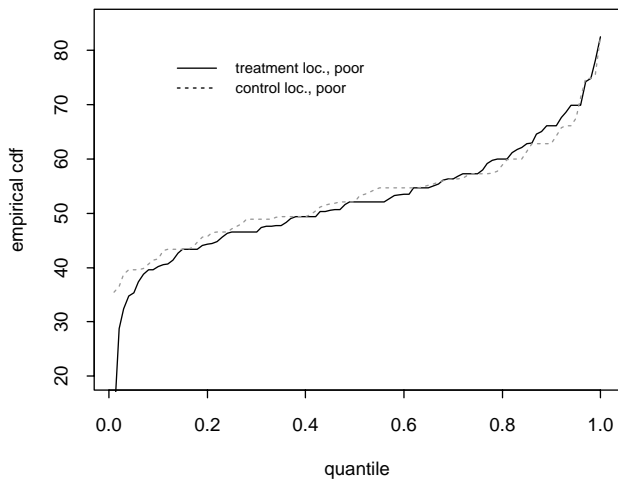 80
70
60
50
40
30
20
empirical cdf
treatment loc., poor
control loc., poor
0.0 0.2 0.4 0.6 0.8 1.0
quantile